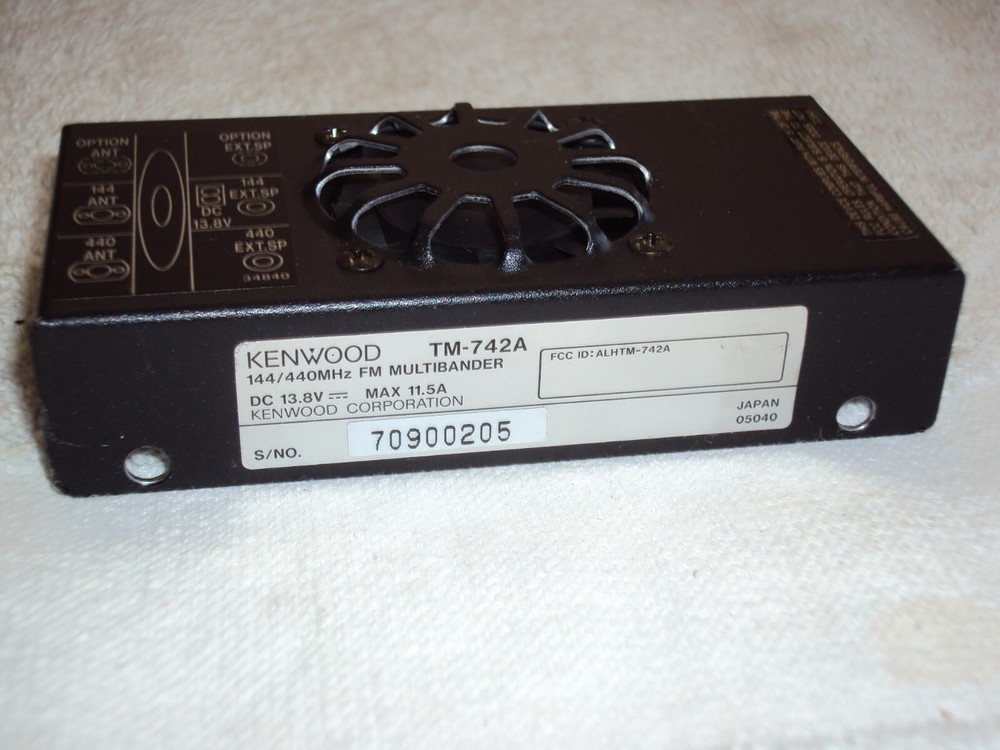 OPTION
ANT
144
ANT
440
ANT
DC
13.8V
OPTION
EXT.SP
144
EXT.SP
440
EXT.SP
34840
KENWOOD TM-742A
144/440MHz FM MULTIBANDER
DC 13.8V MAX 11.5A
KENWOOD CORPORATION
FCC ID: ALHTM-742A
S/NO. 70900205
JAPAN
05040